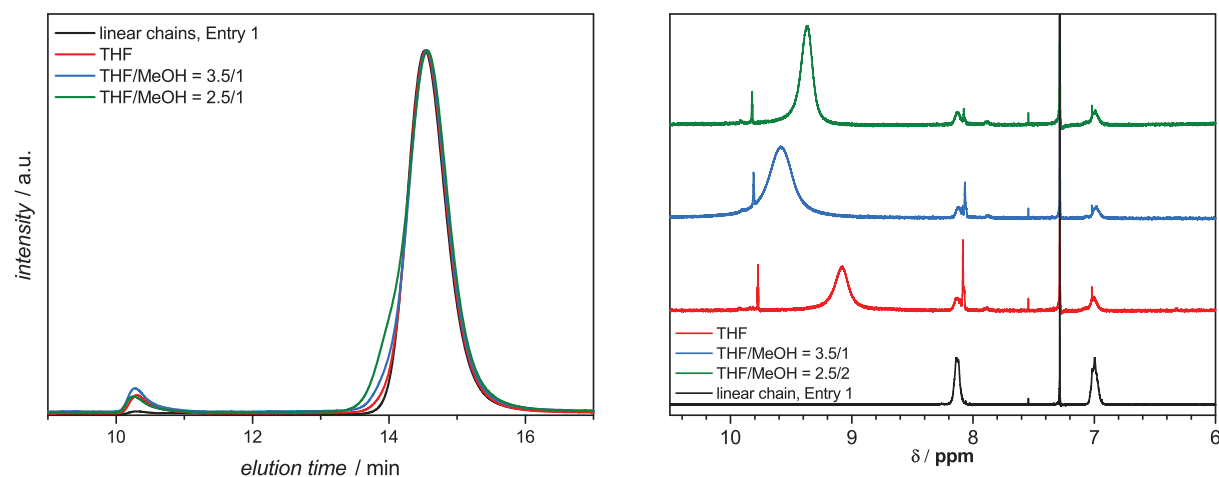 linear chains, Entry 1
THF
THF/MeOH = 3.5/1
THF/MeOH = 2.5/1
intensity / a.u.
10
12
14
16
elution time / min
THF
THF/MeOH = 3.5/1
THF/MeOH = 2.5/2
linear chain, Entry 1
10
9
8
7
6
δ / ppm